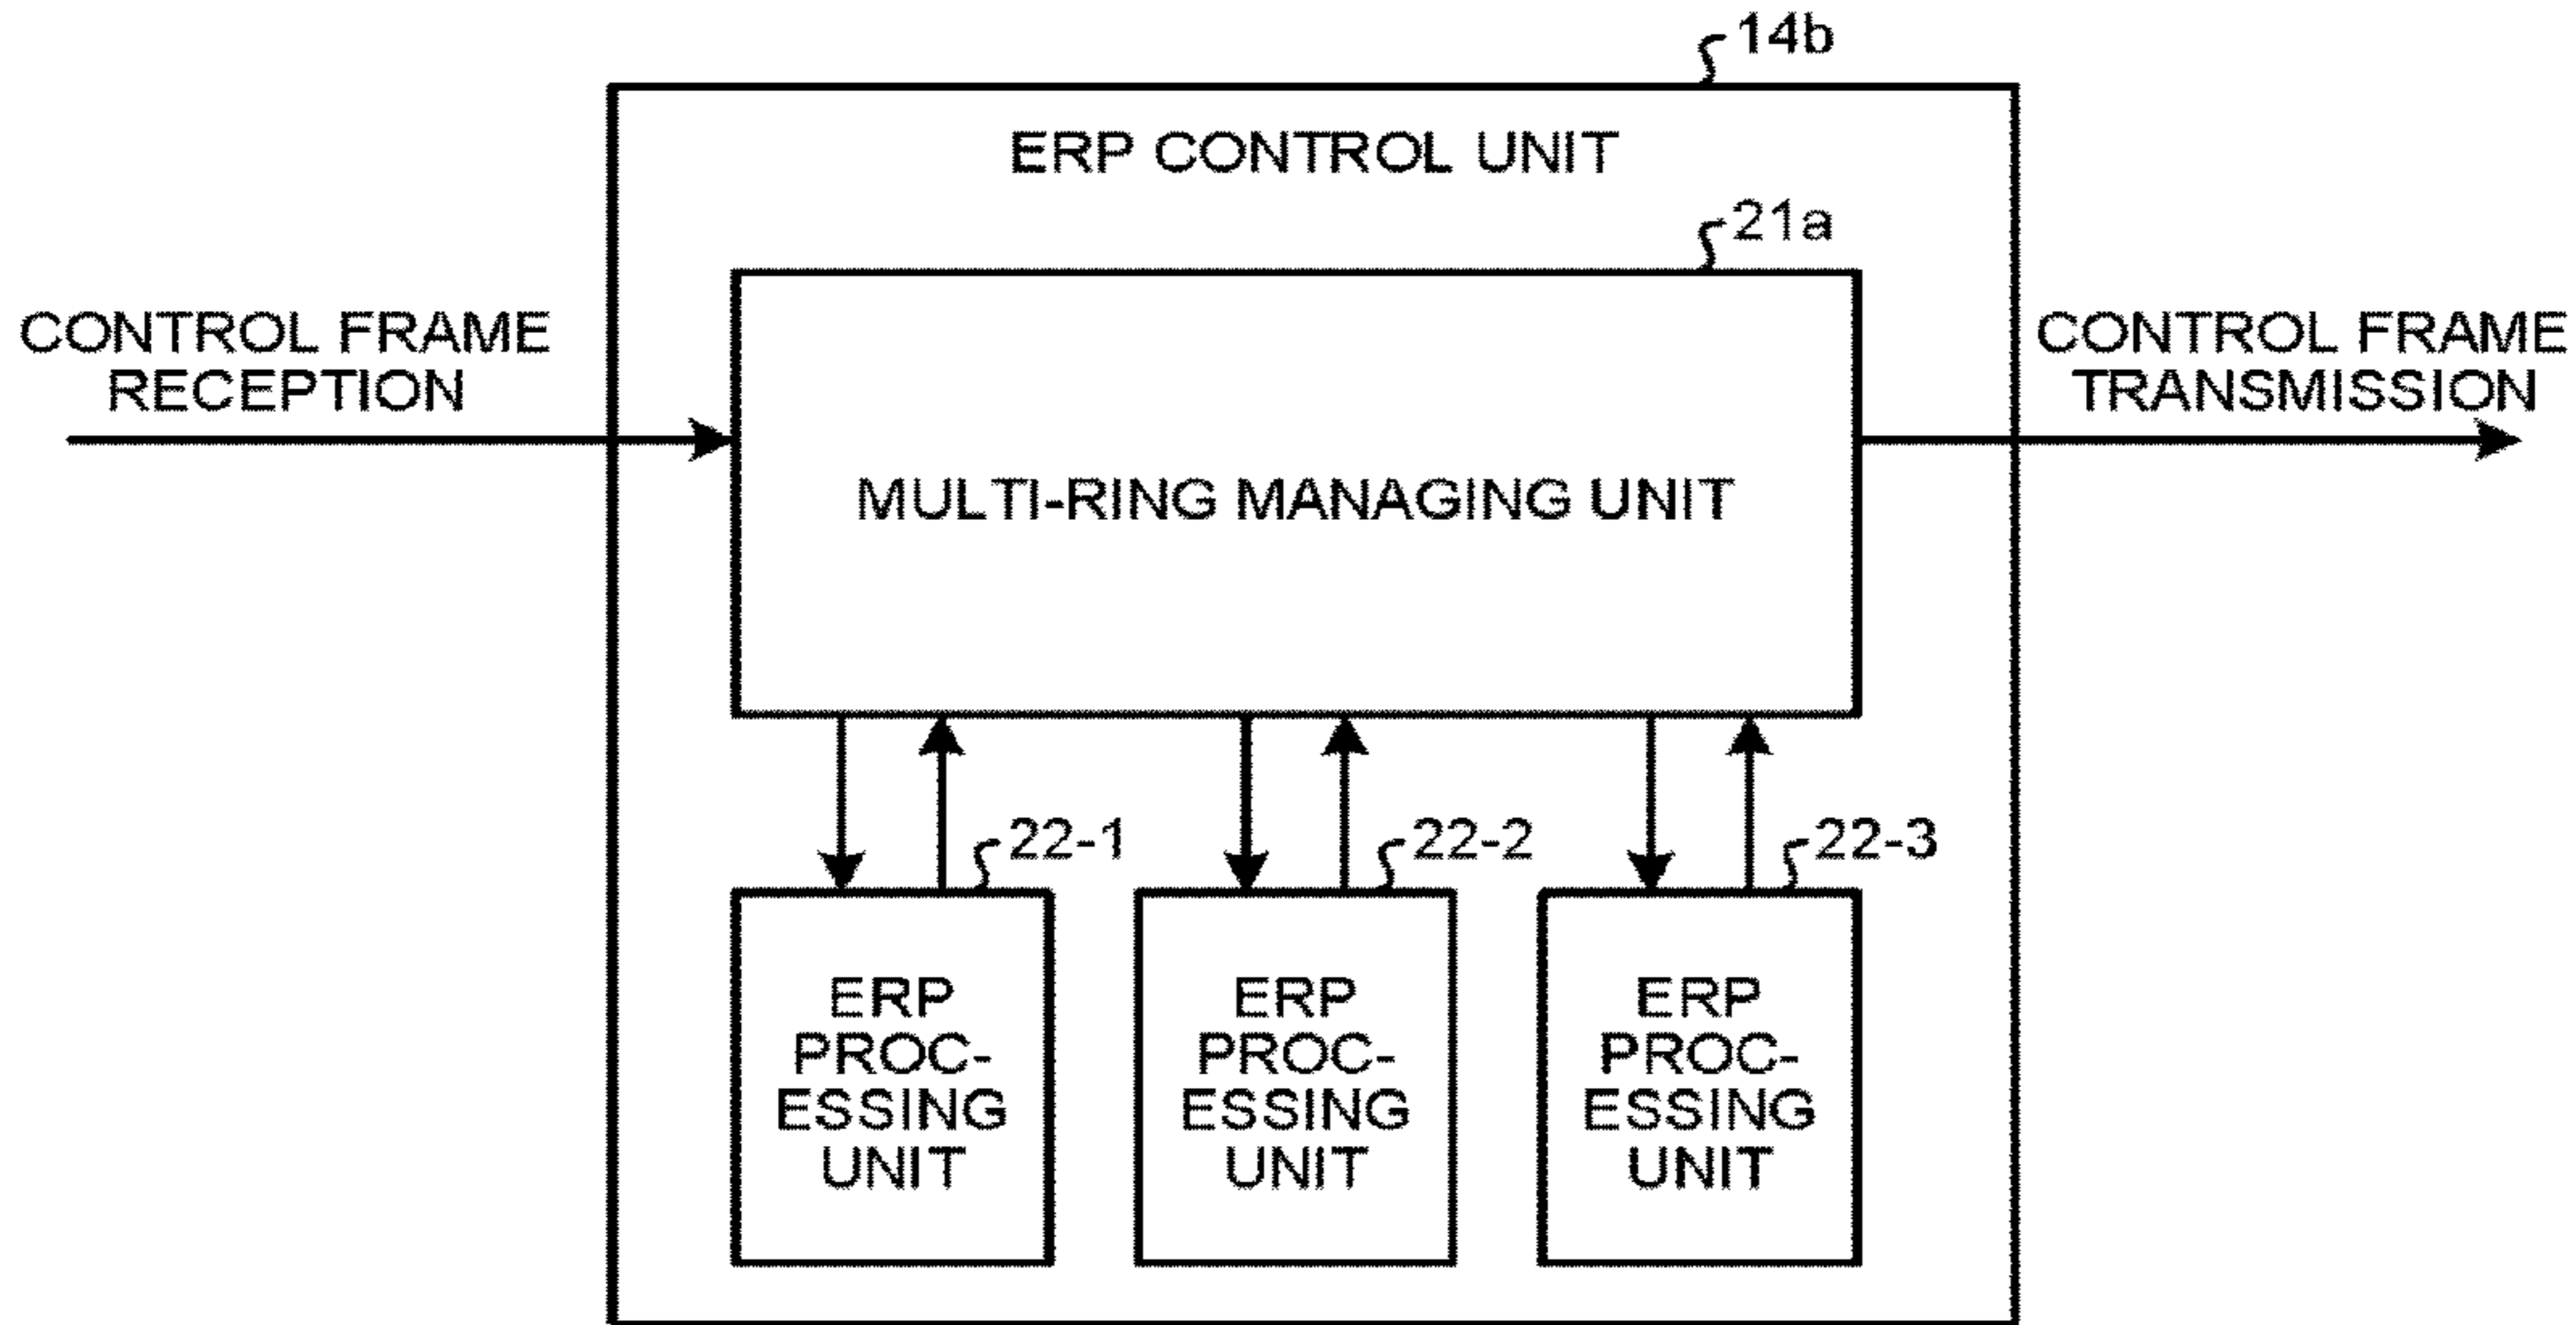 14b
ERP CONTROL UNIT
21a
CONTROL FRAME
RECEPTION
CONTROL FRAME
TRANSMISSION
MULTI-RING MANAGING UNIT
22-1
22-2
22-3
ERP
PROC-
ESSING
UNIT
ERP
PROC-
ESSING
UNIT
ERP
PROC-
ESSING
UNIT